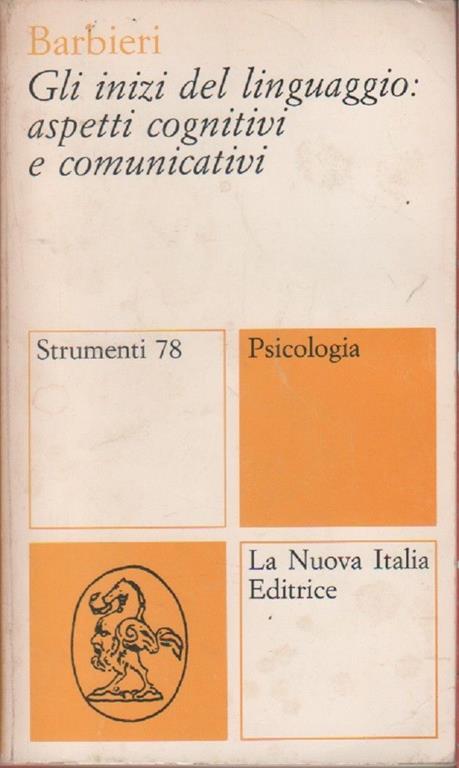 Barbieri
Gli inizi del linguaggio:
aspetti cognitivi
e comunicativi
Strumenti 78
Psicologia
La Nuova Italia
Editrice